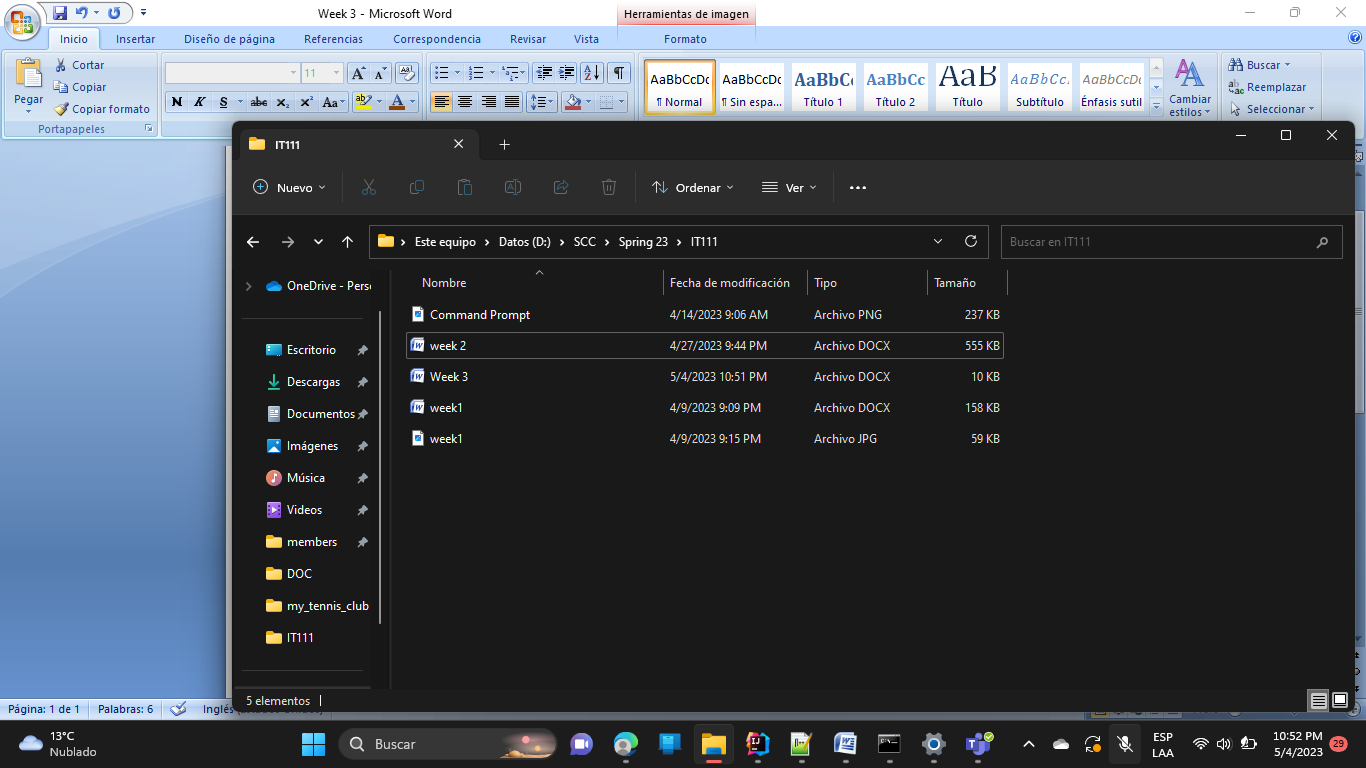 Week 3 - Microsoft Word
Herramientas de imagen
Inicio Insertar Diseño de página Referencias Correspondencia Revisar Vista Formato
Pegar
Cortar
Copiar
Copiar formato
Portapapeles
11
N K S abc x₂ x² Aa
AaBbCcDc
¶ Normal
AaBbCcDc
¶ Sin espa...
AaBbCc
Título 1
AaBbCc
Título 2
AaB
Título
AaBbCc.
Subtítulo
AaBbCcDc
Énfasis sutil
Cambiar
estilos
Buscar
Reemplazar
Seleccionar
IT111
Nuevo Ordenar Ver
Este equipo > Datos (D:) > SCC > Spring 23 > IT111
Buscar en IT111
OneDrive - Perso
Escritorio
Descargas
Documentos
Imágenes
Música
Videos
members
DOC
my_tennis_club
IT111
Nombre Fecha de modificación Tipo Tamaño
Command Prompt 4/14/2023 9:06 AM Archivo PNG 237 KB
week 2 4/27/2023 9:44 PM Archivo DOCX 555 KB
Week 3 5/4/2023 10:51 PM Archivo DOCX 10 KB
week1 4/9/2023 9:09 PM Archivo DOCX 158 KB
week1 4/9/2023 9:15 PM Archivo JPG 59 KB
5 elementos
Página: 1 de 1 Palabras: 6
13°C
Nublado
Buscar
ESP
LAA
10:52 PM
5/4/2023
29